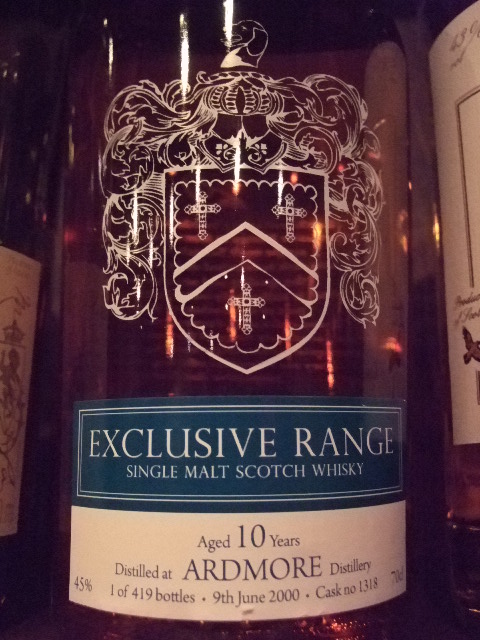 EXCLUSIVE RANGE
SINGLE MALT SCOTCH WHISKY
Aged 10 Years
Distilled at ARDMORE Distillery
45% 1 of 419 bottles • 9th June 2000 • Cask no 1318 70cl